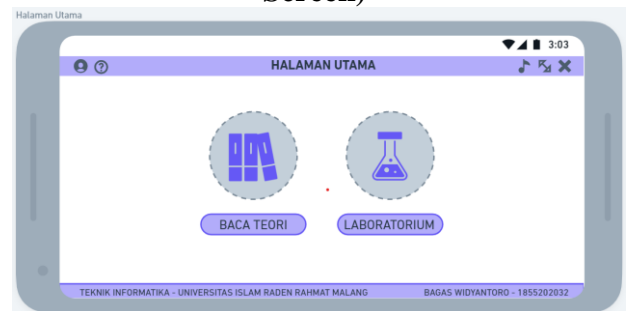 Screen)
Halaman Utama
3:03
HALAMAN UTAMA
BACA TEORI
LABORATORIUM
TEKNIK INFORMATIKA - UNIVERSITAS ISLAM RADEN RAHMAT MALANG
BAGAS WIDYANTORO - 1855202032